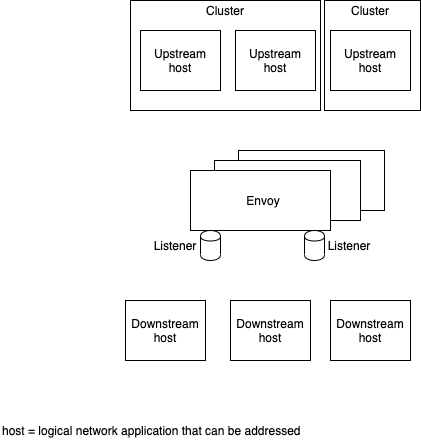 Cluster
Cluster
Upstream
host
Upstream
host
Upstream
host
Envoy
Listener
Listener
Downstream
host
Downstream
host
Downstream
host
host = logical network application that can be addressed